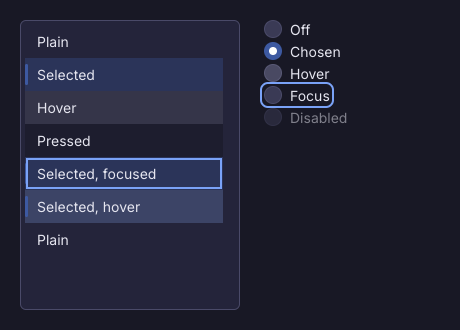 Plain
Selected
Hover
Pressed
Selected, focused
Selected, hover
Plain
Off
Chosen
Hover
Focus
Disabled